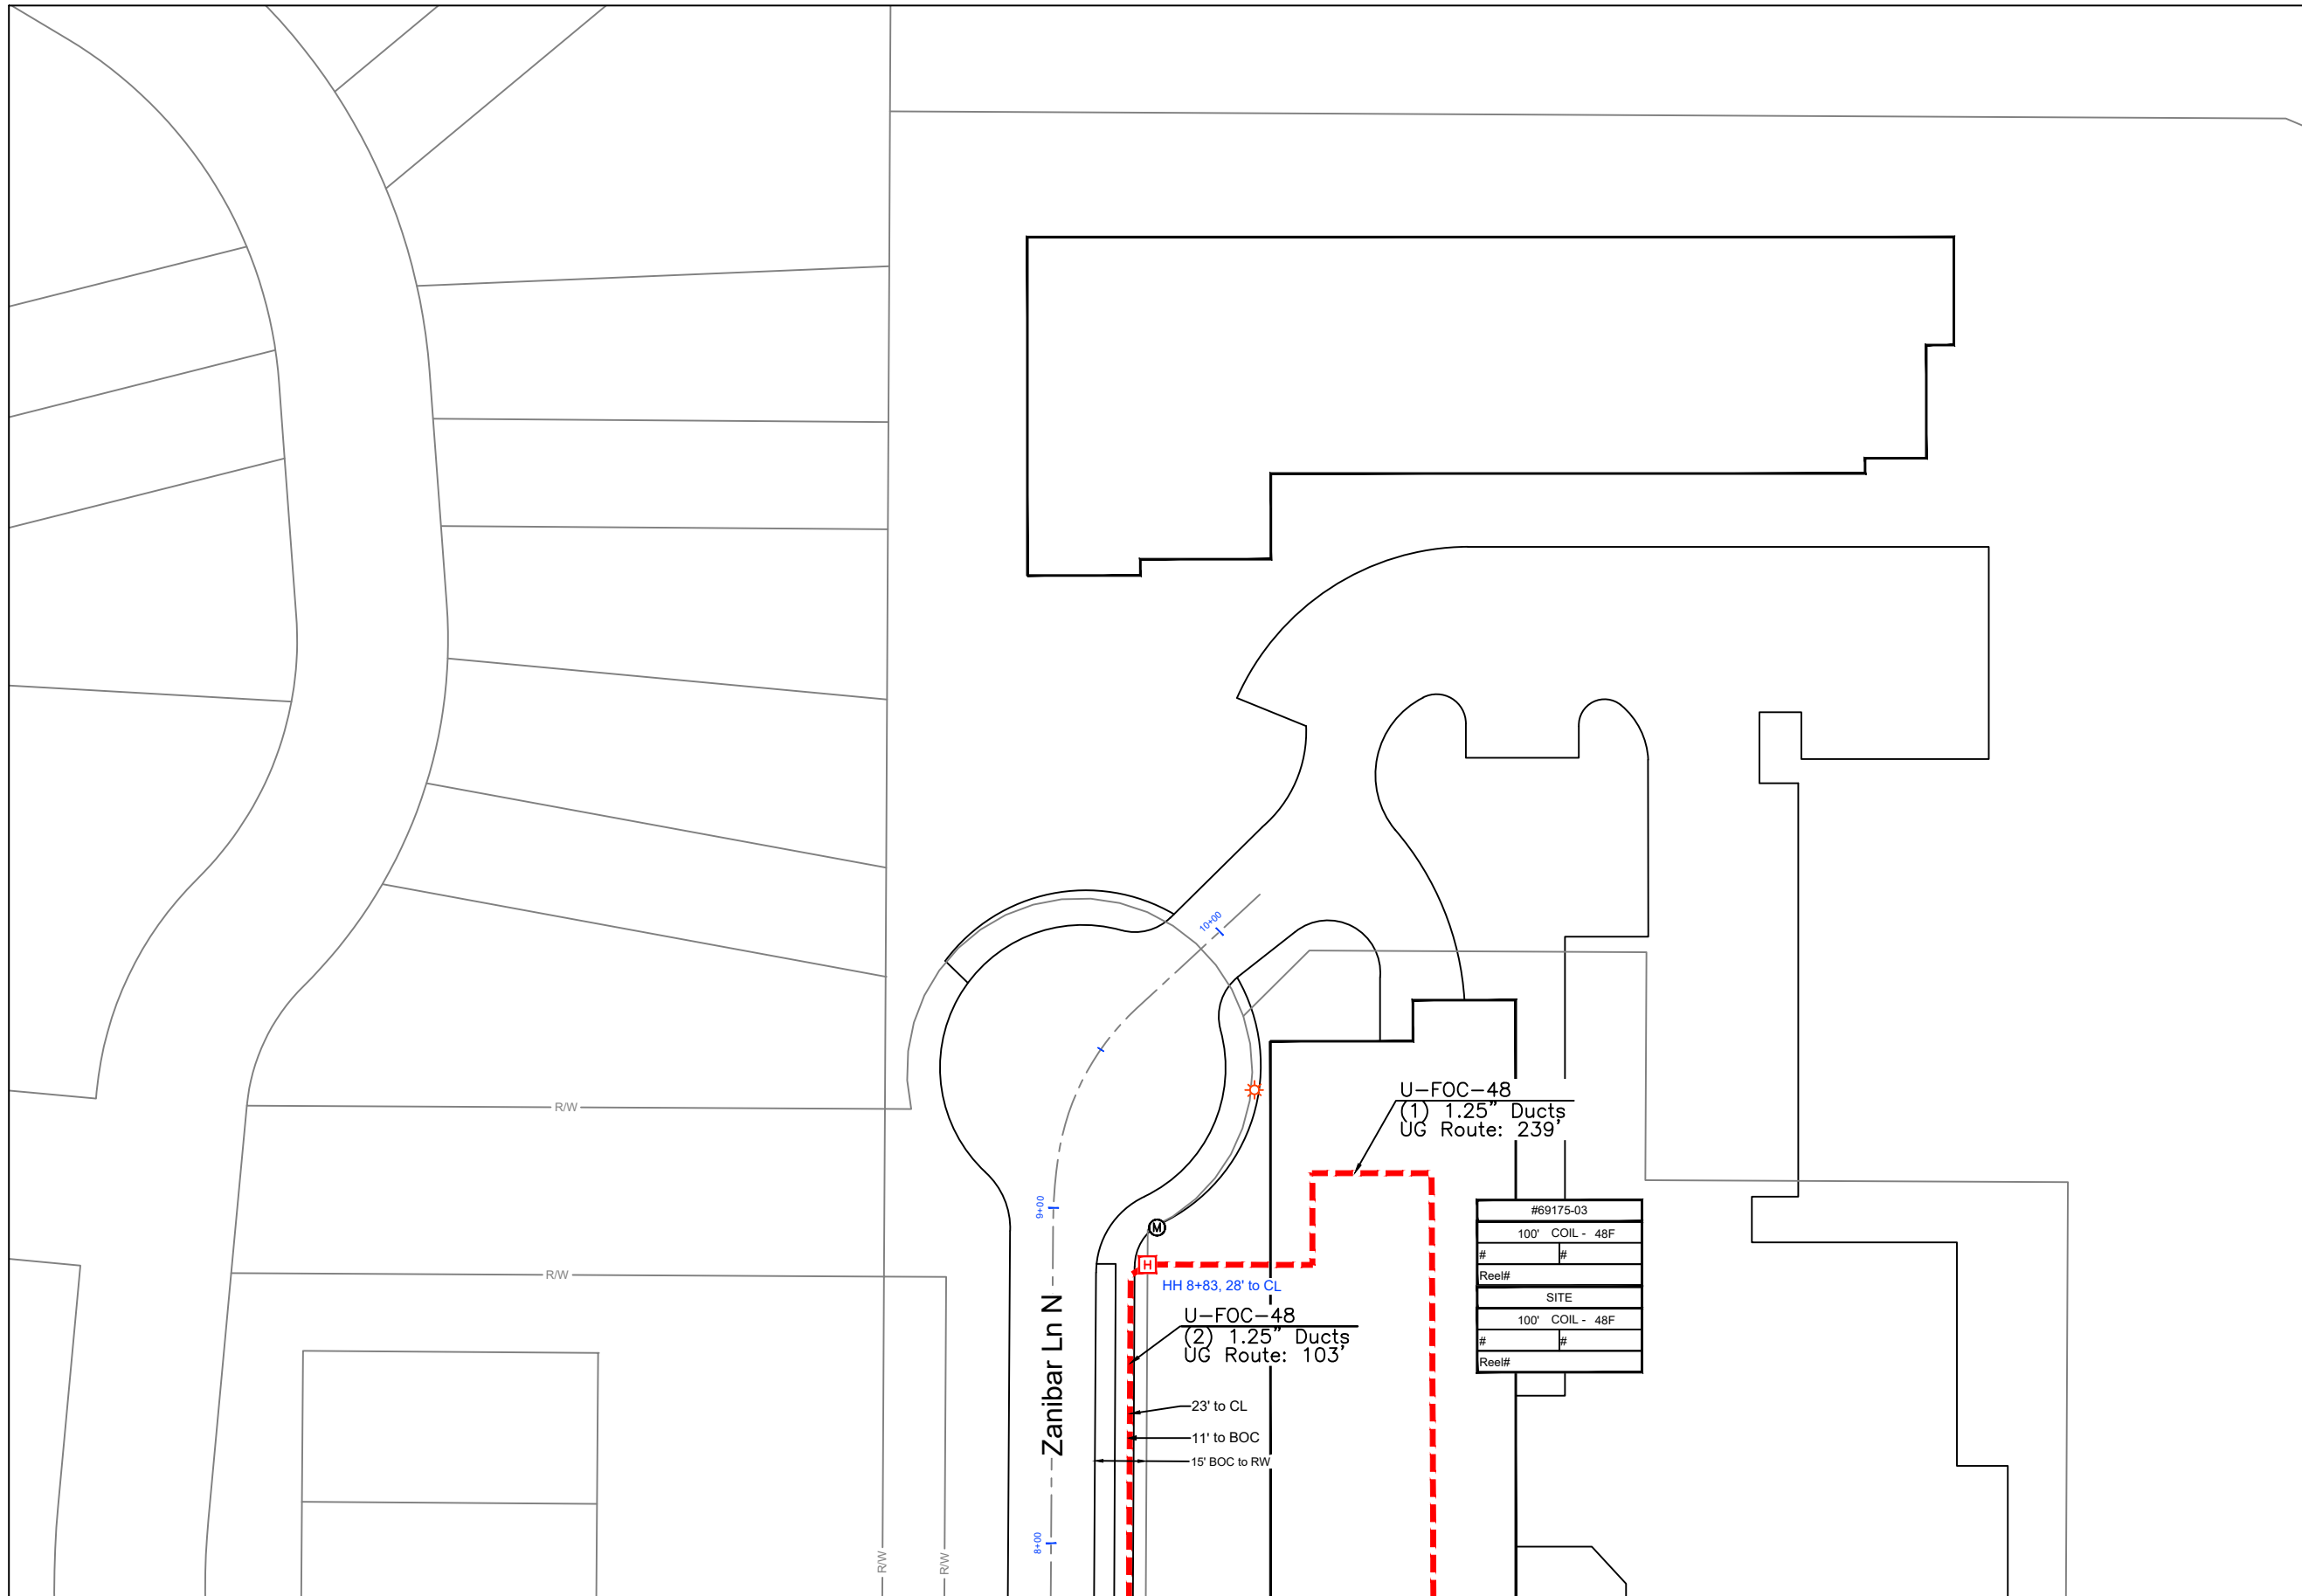 10+00
U-FOC-48
(1) 1.25" Ducts
UG Route: 239'
R/W
9+00
#69175-03
M
100' COIL - 48F
# #
H
R/W
Reel#
HH 8+83, 28' to CL
SITE
U-FOC-48
(2) 1.25" Ducts
UG Route: 103'
100' COIL - 48F
# #
Reel#
Zanibar Ln N
23' to CL
11' to BOC
15' BOC to RW
8+00
R/W
R/W